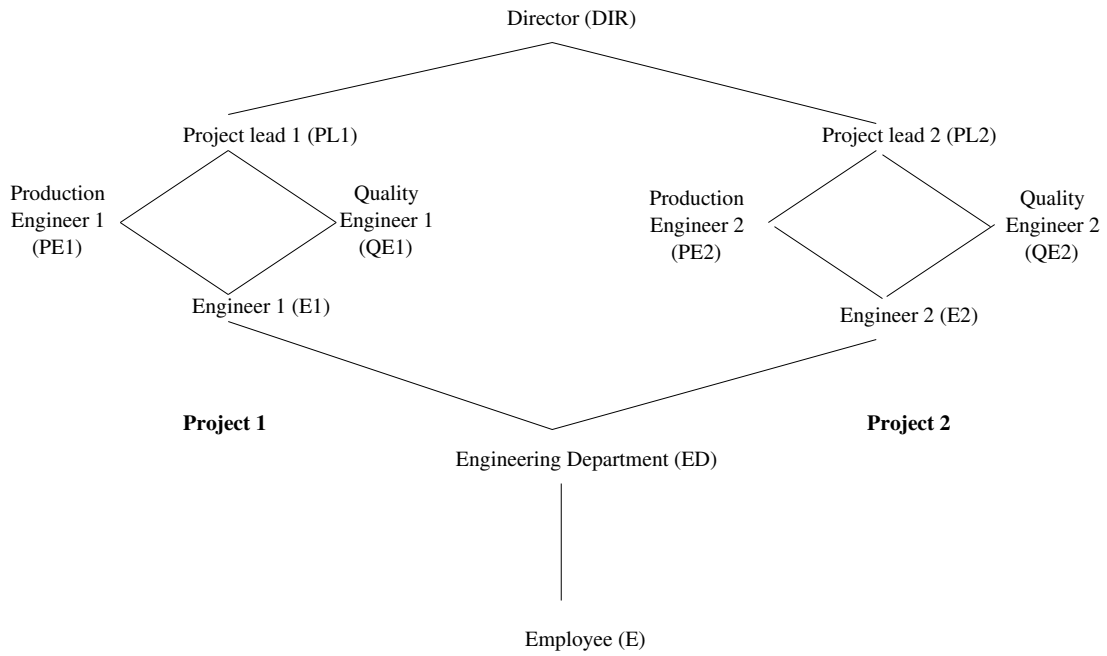 Director (DIR)
Project lead 1 (PL1)
Project lead 2 (PL2)
Production
Engineer 1
(PE1)
Quality
Engineer 1
(QE1)
Production
Engineer 2
(PE2)
Quality
Engineer 2
(QE2)
Engineer 1 (E1)
Engineer 2 (E2)
Project 1
Project 2
Engineering Department (ED)
Employee (E)